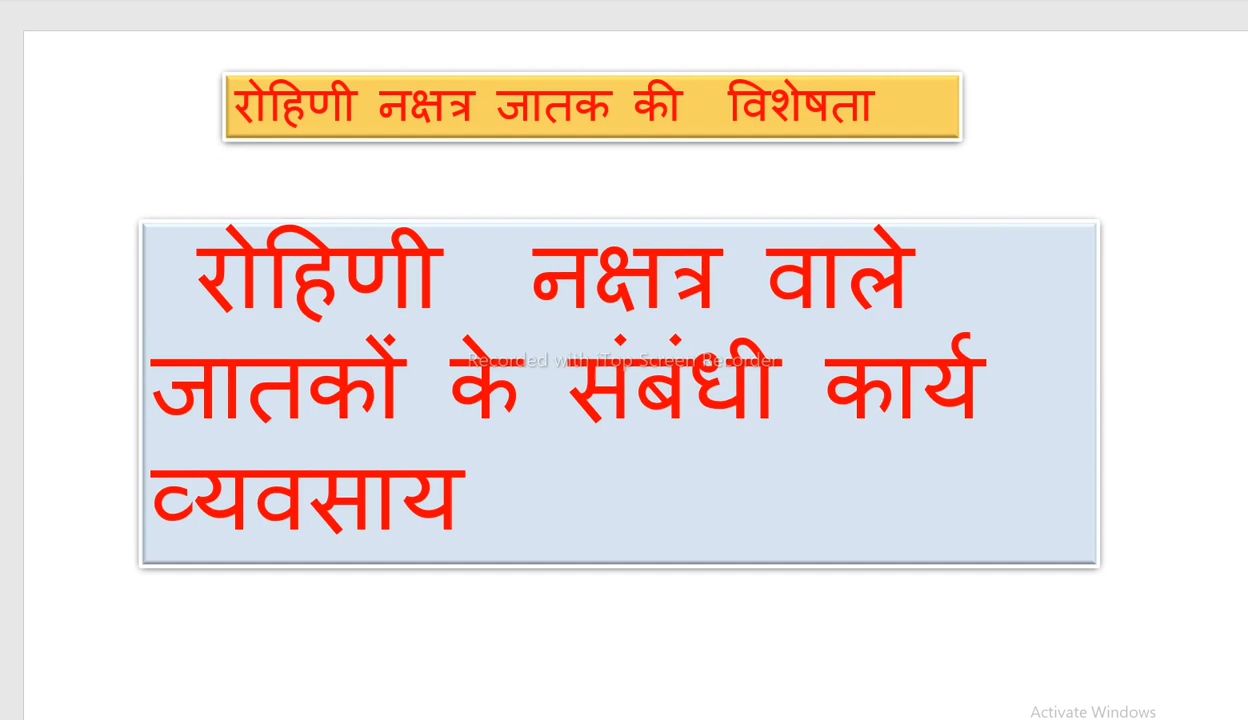 रोहिणी नक्षत्र जातक की विशेषता
रोहिणी नक्षत्र वाले
जातकों के संबंधी कार्य
व्यवसाय
Recorded with iTop Screen Recorder
Activate Windows